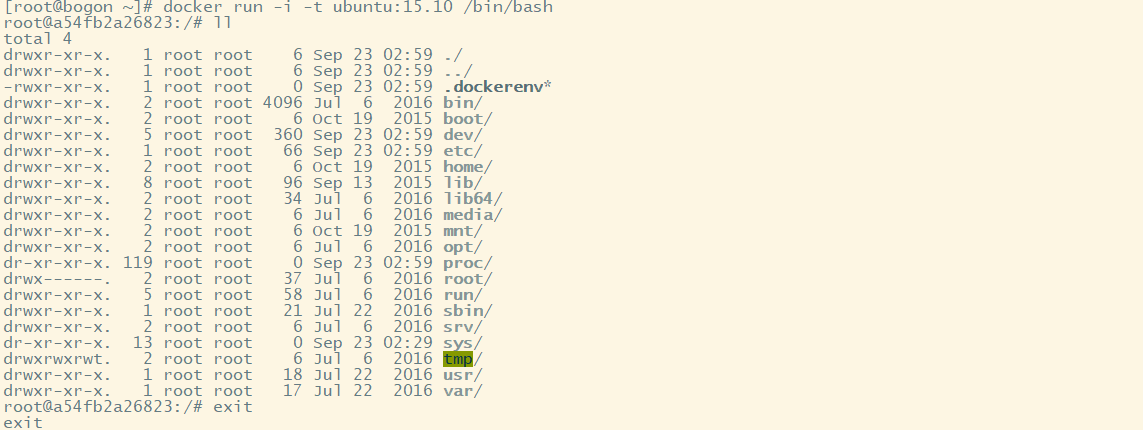 [root@bogon ~]# docker run -i -t ubuntu:15.10 /bin/bash
root@a54fb2a26823:/# ll
total 4
drwxr-xr-x.   1 root root    6 Sep 23 02:59 ./
drwxr-xr-x.   1 root root    6 Sep 23 02:59 ../
-rwxr-xr-x.   1 root root    0 Sep 23 02:59 .dockerenv*
drwxr-xr-x.   2 root root 4096 Jul  6  2016 bin/
drwxr-xr-x.   2 root root    6 Oct 19  2015 boot/
drwxr-xr-x.   5 root root  360 Sep 23 02:59 dev/
drwxr-xr-x.   1 root root   66 Sep 23 02:59 etc/
drwxr-xr-x.   2 root root    6 Oct 19  2015 home/
drwxr-xr-x.   8 root root   96 Sep 13  2015 lib/
drwxr-xr-x.   2 root root   34 Jul  6  2016 lib64/
drwxr-xr-x.   2 root root    6 Jul  6  2016 media/
drwxr-xr-x.   2 root root    6 Oct 19  2015 mnt/
drwxr-xr-x.   2 root root    6 Jul  6  2016 opt/
dr-xr-xr-x. 119 root root    0 Sep 23 02:59 proc/
drwx------.   2 root root   37 Jul  6  2016 root/
drwxr-xr-x.   5 root root   58 Jul  6  2016 run/
drwxr-xr-x.   1 root root   21 Jul 22  2016 sbin/
drwxr-xr-x.   2 root root    6 Jul  6  2016 srv/
dr-xr-xr-x.  13 root root    0 Sep 23 02:29 sys/
drwxrwxrwt.   2 root root    6 Jul  6  2016 tmp/
drwxr-xr-x.   1 root root   18 Jul 22  2016 usr/
drwxr-xr-x.   1 root root   17 Jul 22  2016 var/
root@a54fb2a26823:/# exit
exit